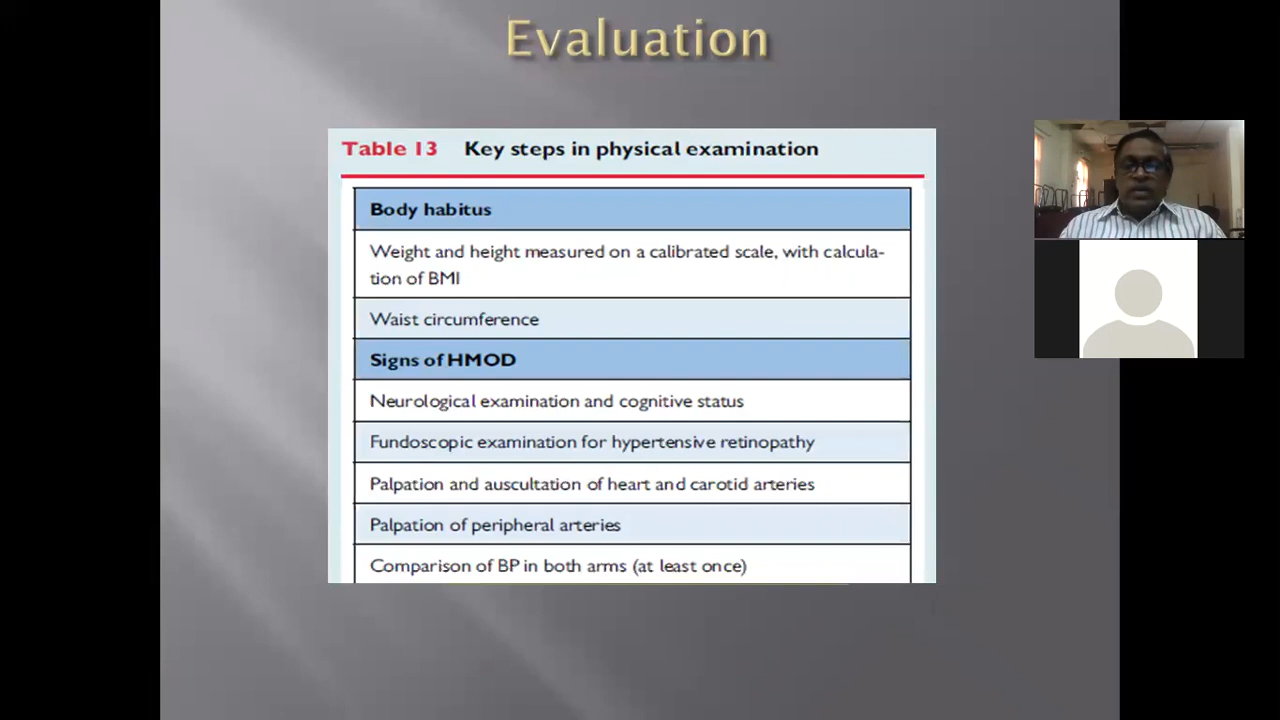 Evaluation
Table 13 Key steps in physical examination
Body habitus
Weight and height measured on a calibrated scale, with calcula-
tion of BMI
Waist circumference
Signs of HMOD
Neurological examination and cognitive status
Fundoscopic examination for hypertensive retinopathy
Palpation and auscultation of heart and carotid arteries
Palpation of peripheral arteries
Comparison of BP in both arms (at least once)